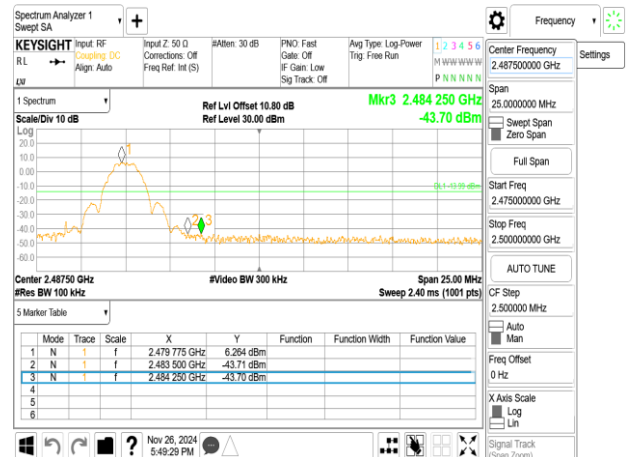 Spectrum Analyzer 1
Swept SA
+
Frequency
KEYSIGHT
RL
Input: RF
Coupling: DC
Align: Auto
Input Z: 50 Ω
Corrections: Off
Freq Ref: Int (S)
#Atten: 30 dB
PNO: Fast
Gate: Off
IF Gain: Low
Sig Track: Off
Avg Type: Log-Power
Trig: Free Run
1 2 3 4 5 6
M W W W W W
P N N N N N
1 Spectrum
Scale/Div 10 dB
Ref Lvl Offset 10.80 dB
Ref Level 30.00 dBm
Mkr3 2.484 250 GHz
-43.70 dBm
Log
20.0
10.0
0.00
-10.0
-20.0
-30.0
-40.0
-50.0
-60.0
1
2
3
Center 2.48750 GHz
#Res BW 100 kHz
#Video BW 300 kHz
Span 25.00 MHz
Sweep 2.40 ms (1001 pts)
5 Marker Table
Mode Trace Scale X Y Function Function Width Function Value
1 N 1 f 2.479 775 GHz 6.264 dBm
2 N 1 f 2.483 500 GHz -43.71 dBm
3 N 1 f 2.484 250 GHz -43.70 dBm
4
5
6
?
Nov 26, 2024
5:49:29 PM
Center Frequency
2.487500000 GHz
Settings
Span
25.0000000 MHz
Swept Span
Zero Span
Full Span
Start Freq
2.475000000 GHz
Stop Freq
2.500000000 GHz
AUTO TUNE
CF Step
2.500000 MHz
Auto
Man
Freq Offset
0 Hz
X Axis Scale
Log
Lin
Signal Track
(Span Zoom)